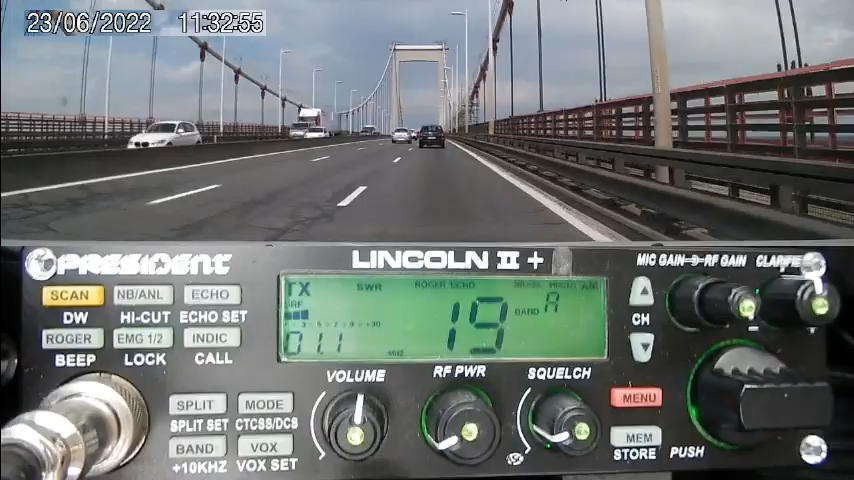 23/06/2022 11:32:55
PRESIDENT
LINCOLN II +
MIC GAIN RF GAIN CLARIFIER
SCAN NB/ANL ECHO
DW HI-CUT ECHO SET
ROGER EMG 1/2 INDIC
BEEP LOCK CALL
TX SWR ROGER ECHO
19 BAND A
01.1
CH
VOLUME RF PWR SQUELCH
SPLIT MODE
SPLIT SET CTCSS/DCS
BAND VOX
+10KHZ VOX SET
MENU
MEM
STORE PUSH